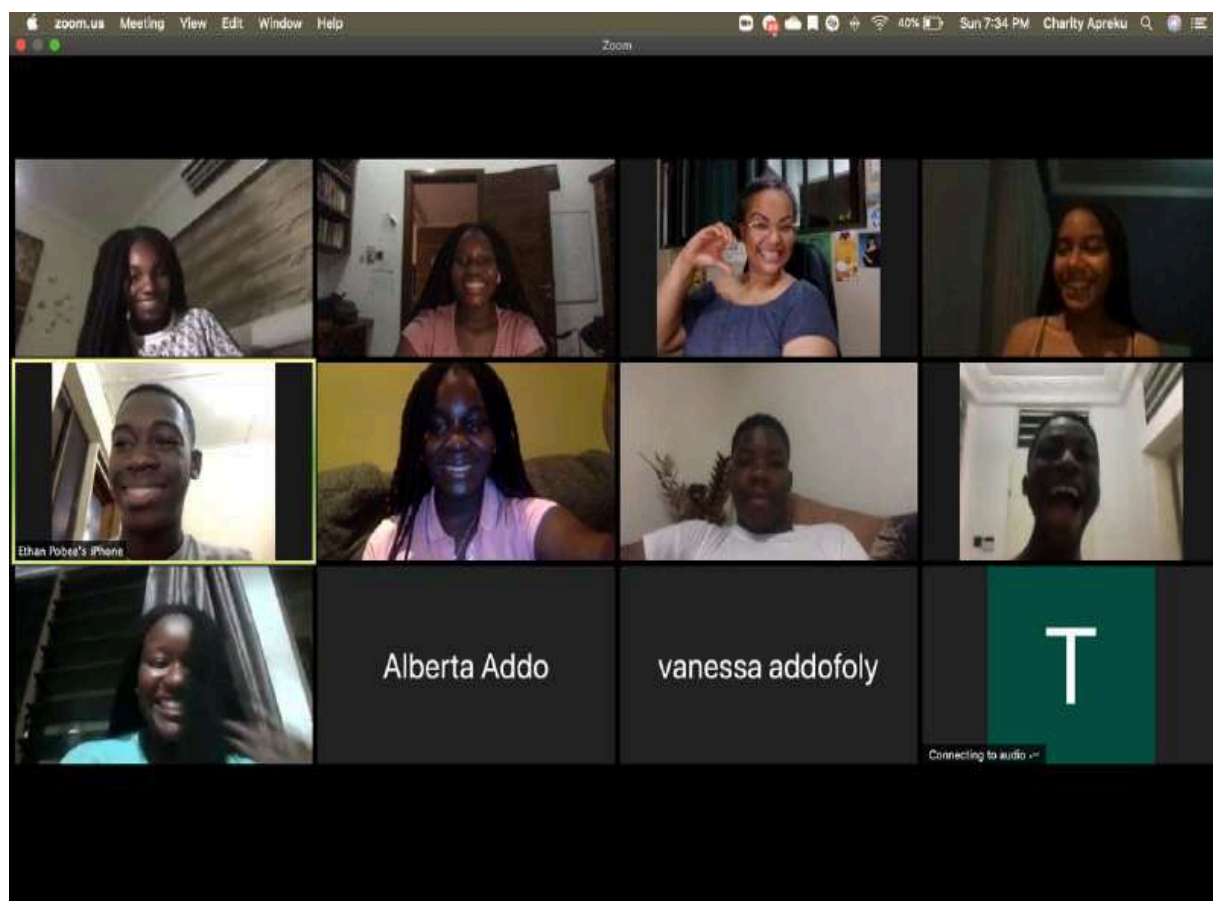 zoom.us Meeting View Edit Window Help 40% Sun 7:34 PM Charity Apreku
Zoom
Ethan Pobee's iPhone
Alberta Addo
vanessa addofoly
T
Connecting to audio